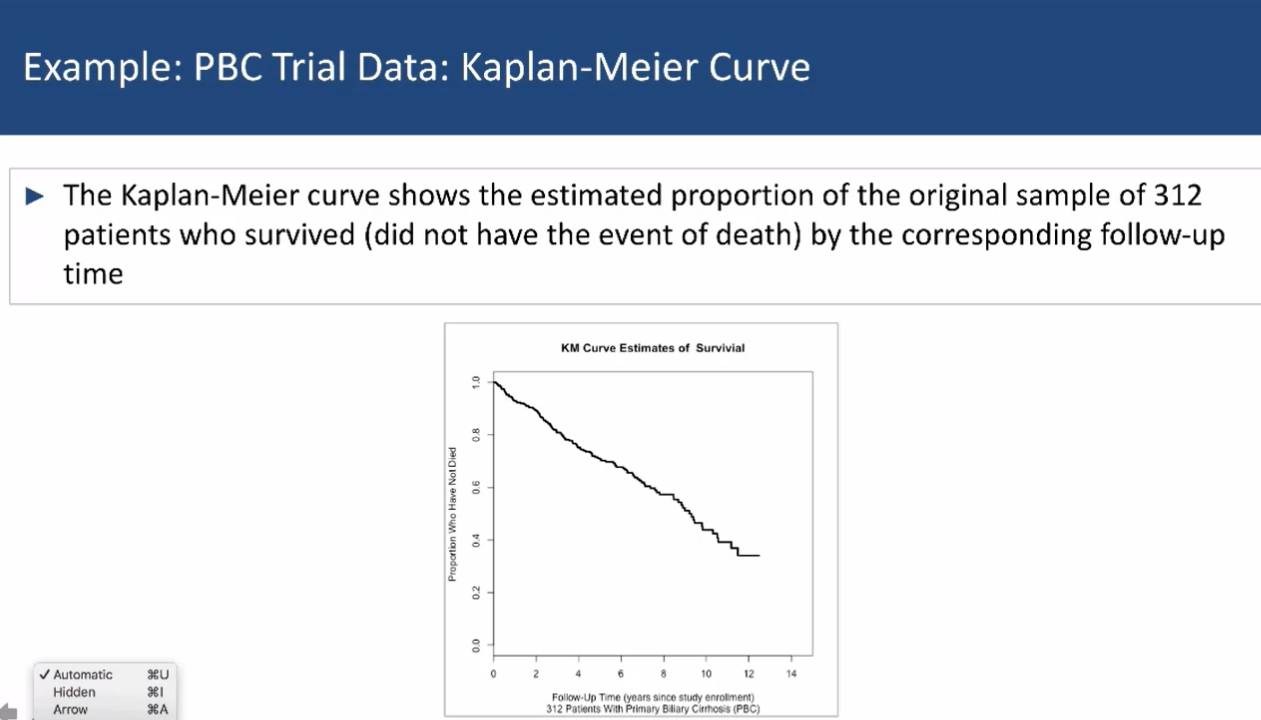 Example: PBC Trial Data: Kaplan-Meier Curve
► The Kaplan-Meier curve shows the estimated proportion of the original sample of 312
patients who survived (did not have the event of death) by the corresponding follow-up
time
KM Curve Estimates of Survivial
Proportion Who Have Not Died
1.0
0.8
0.6
0.4
0.2
0.0
0 2 4 6 8 10 12 14
Follow-Up Time (years since study enrollment)
312 Patients With Primary Biliary Cirrhosis (PBC)
✓ Automatic ⌘U
Hidden ⌘I
Arrow ⌘A